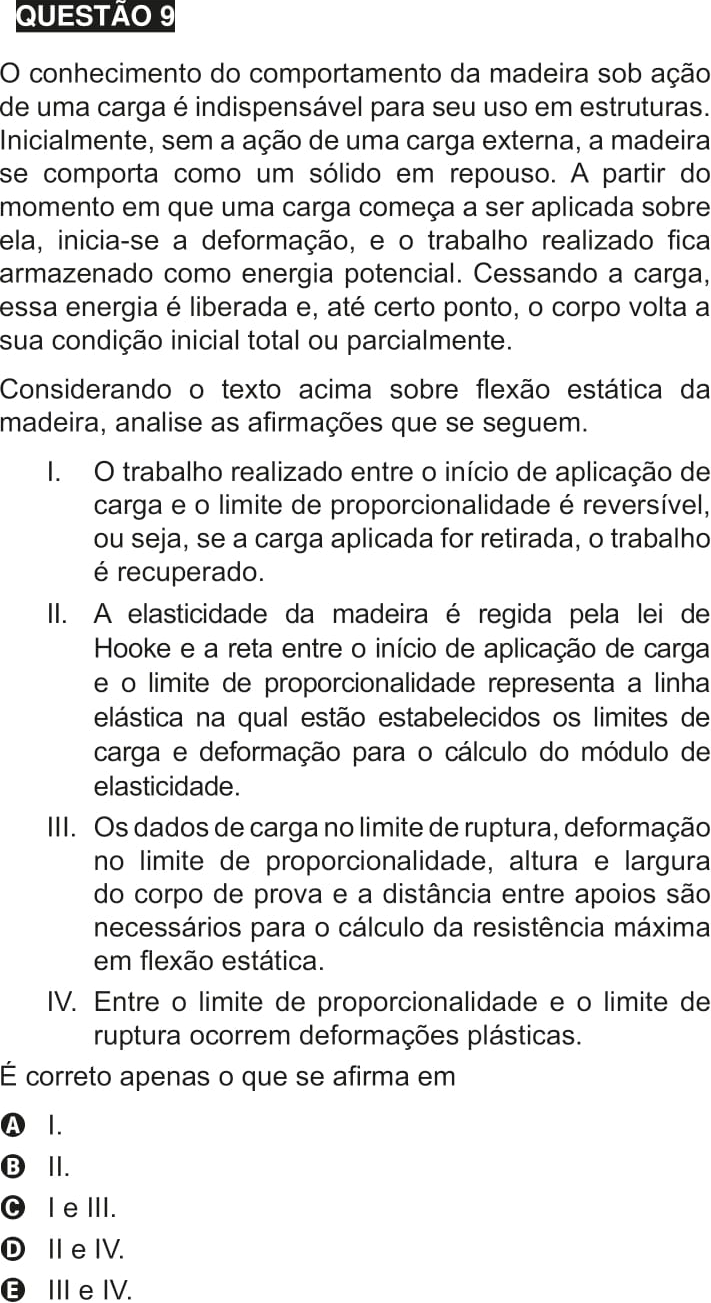 QUESTÃO 9
O conhecimento do comportamento da madeira sob ação
de uma carga é indispensável para seu uso em estruturas.
Inicialmente, sem a ação de uma carga externa, a madeira
se comporta como um sólido em repouso. A partir do
momento em que uma carga começa a ser aplicada sobre
ela, inicia-se a deformação, e o trabalho realizado fica
armazenado como energia potencial. Cessando a carga,
essa energia é liberada e, até certo ponto, o corpo volta a
sua condição inicial total ou parcialmente.
Considerando o texto acima sobre flexão estática da
madeira, analise as afirmações que se seguem.
I. O trabalho realizado entre o início de aplicação de
carga e o limite de proporcionalidade é reversível,
ou seja, se a carga aplicada for retirada, o trabalho
é recuperado.
II. A elasticidade da madeira é regida pela lei de
Hooke e a reta entre o início de aplicação de carga
e o limite de proporcionalidade representa a linha
elástica na qual estão estabelecidos os limites de
carga e deformação para o cálculo do módulo de
elasticidade.
III. Os dados de carga no limite de ruptura, deformação
no limite de proporcionalidade, altura e largura
do corpo de prova e a distância entre apoios são
necessários para o cálculo da resistência máxima
em flexão estática.
IV. Entre o limite de proporcionalidade e o limite de
ruptura ocorrem deformações plásticas.
É correto apenas o que se afirma em
A I.
B II.
C I e III.
D II e IV.
E III e IV.